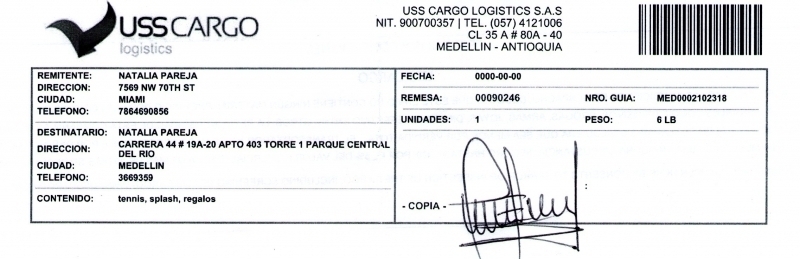 USS CARGO
logistics
USS CARGO LOGISTICS S.A.S
NIT. 900700357 | TEL. (057) 4121006
CL 35 A # 80A - 40
MEDELLIN - ANTIOQUIA
REMITENTE: NATALIA PAREJA
DIRECCION: 7569 NW 70TH ST
CIUDAD: MIAMI
TELEFONO: 7864690856
DESTINATARIO: NATALIA PAREJA
DIRECCION: CARRERA 44 # 19A-20 APTO 403 TORRE 1 PARQUE CENTRAL
DEL RIO
CIUDAD: MEDELLIN
TELEFONO: 3669359
CONTENIDO: tennis, splash, regalos
FECHA: 0000-00-00
REMESA: 00090246 NRO. GUIA: MED0002102318
UNIDADES: 1 PESO: 6 LB
- COPIA -